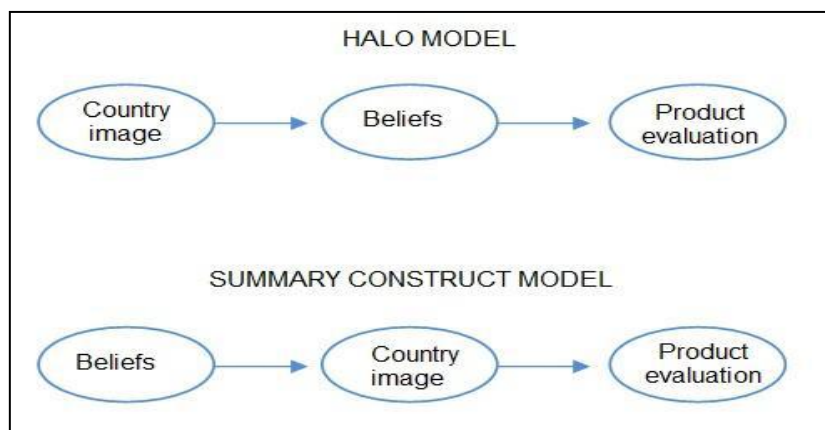 HALO MODEL
Country
image
Beliefs
Product
evaluation
SUMMARY CONSTRUCT MODEL
Beliefs
Country
image
Product
evaluation